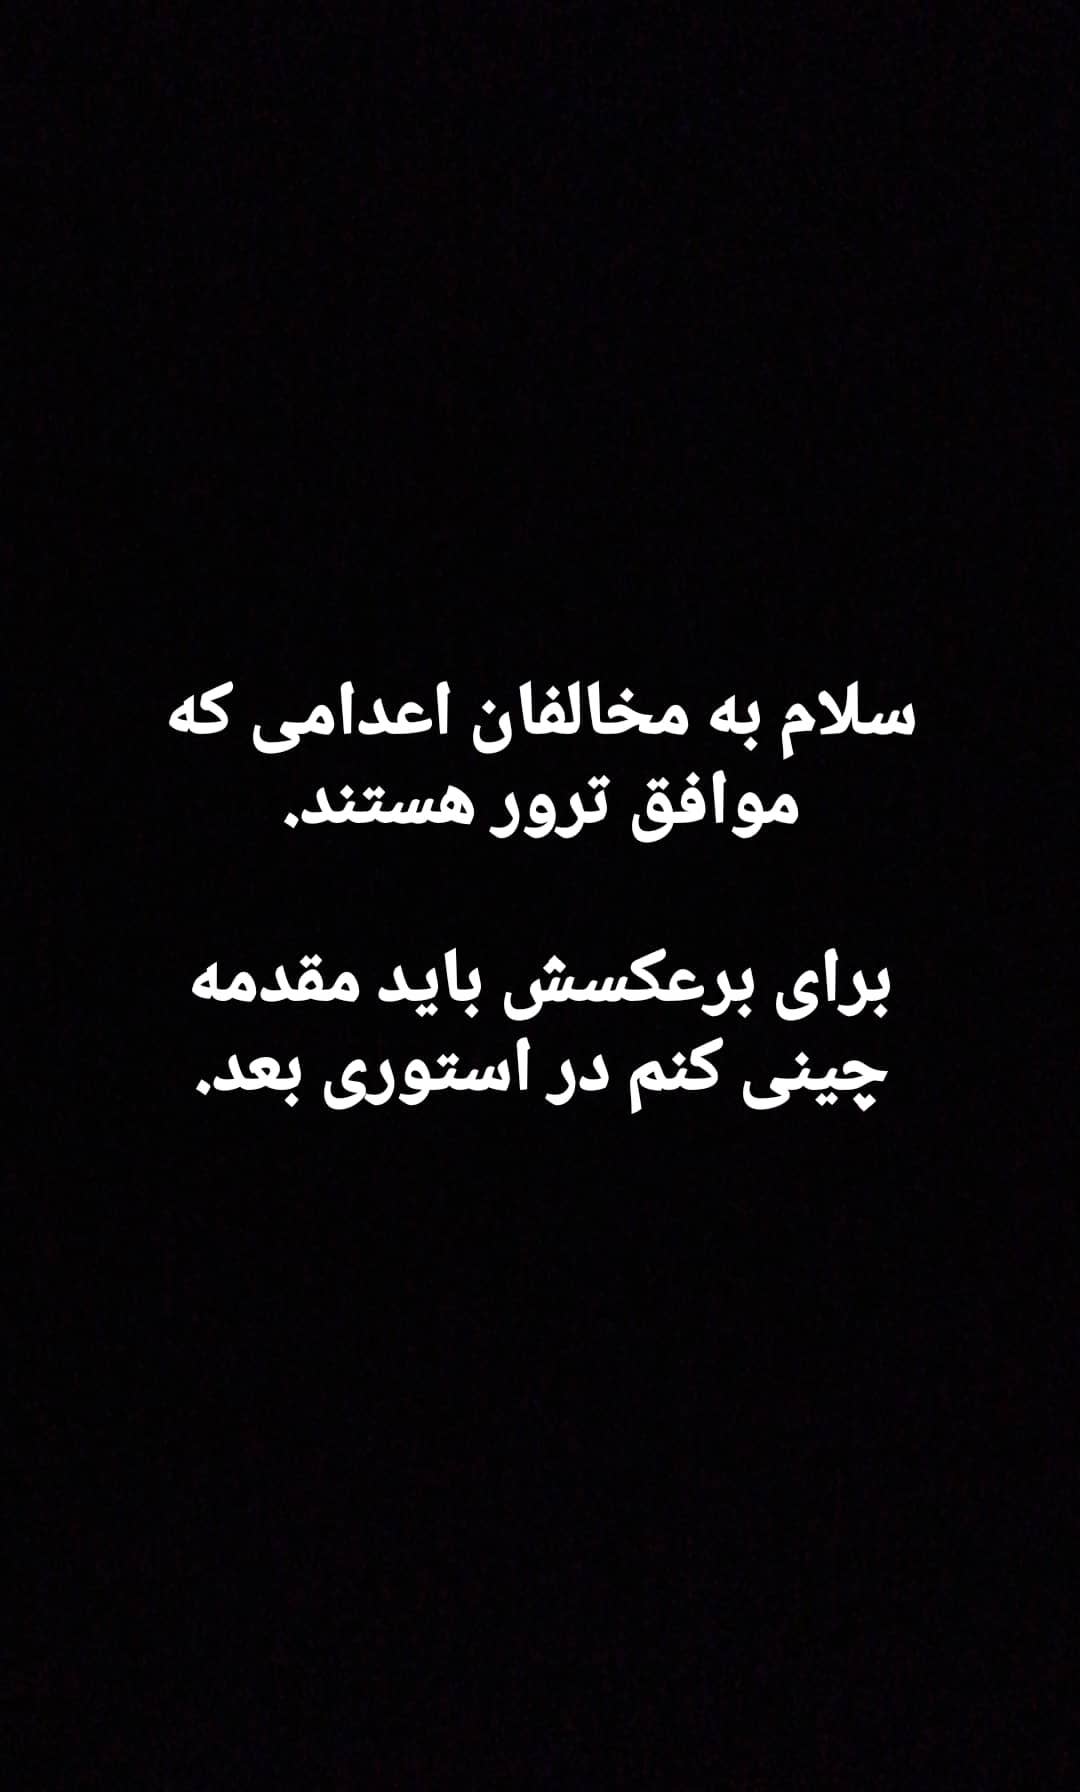 سلام به مخالفان اعدامی که
موافق ترور هستند.
برای برعکسش باید مقدمه
چینی کنم در استوری بعد.